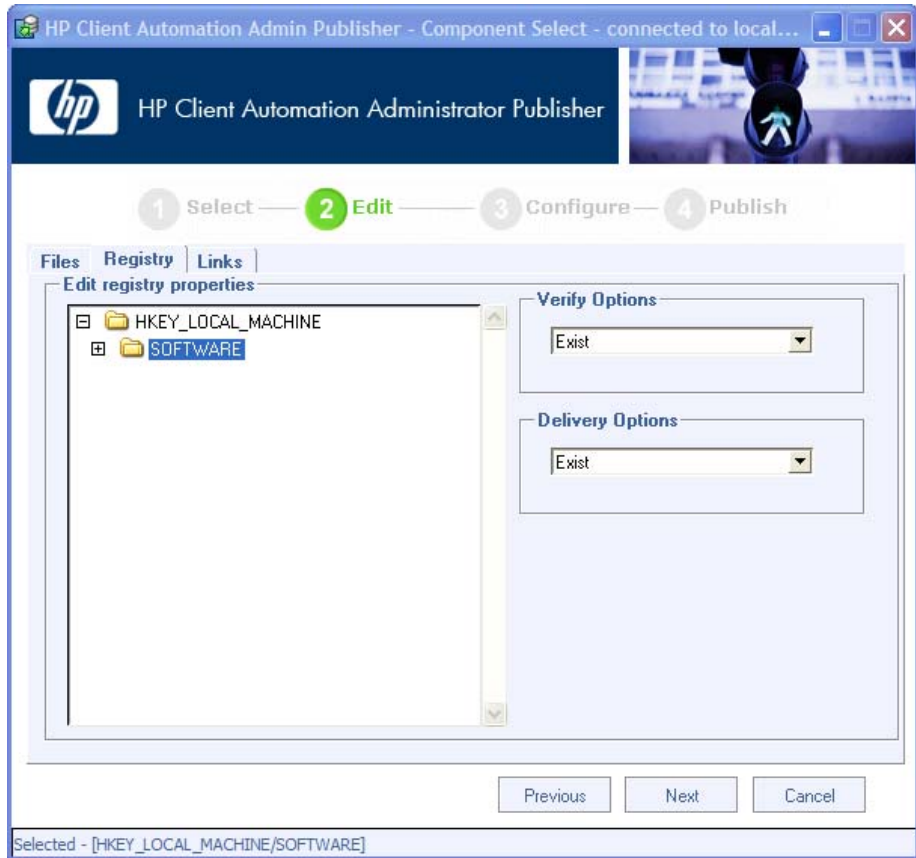 HP Client Automation Admin Publisher - Component Select - connected to local...
hp HP Client Automation Administrator Publisher
1 Select 2 Edit 3 Configure 4 Publish
Files Registry Links
Edit registry properties
HKEY_LOCAL_MACHINE
SOFTWARE
Verify Options
Exist
Delivery Options
Exist
Previous Next Cancel
Selected - [HKEY_LOCAL_MACHINE/SOFTWARE]